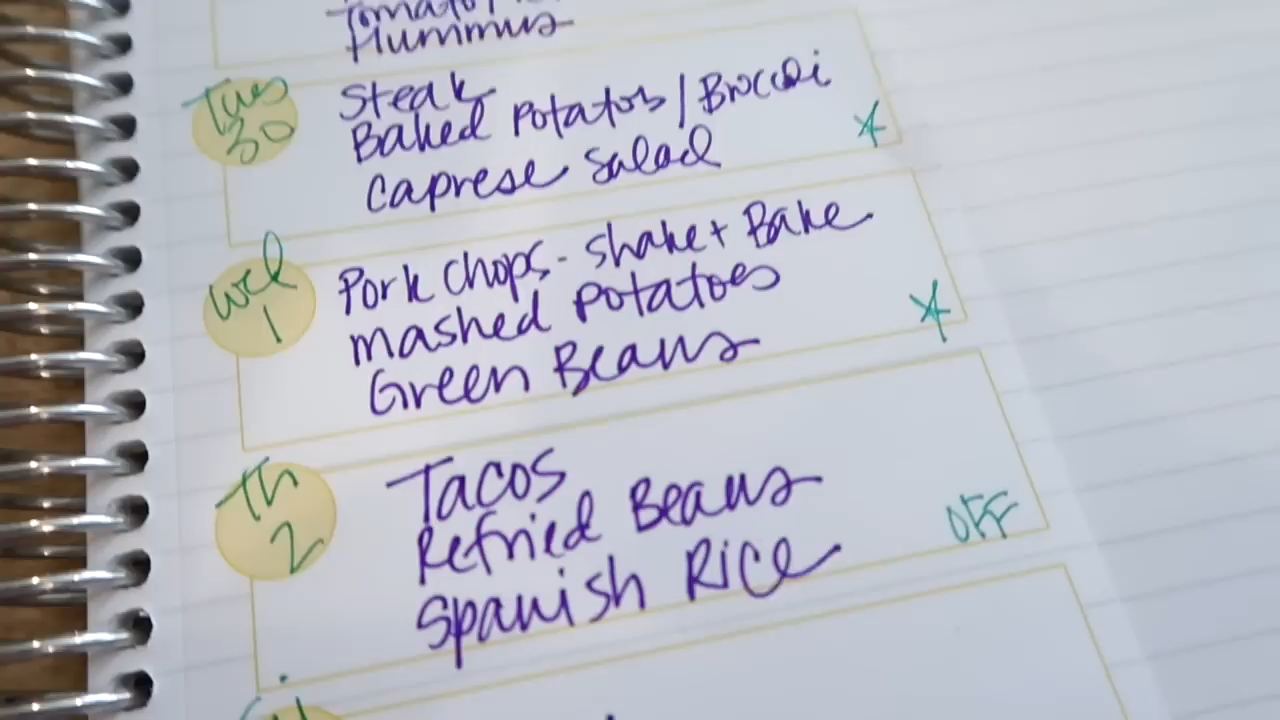 Hummus
Tues
30
Steak
Baked Potatos / Broccoli
Caprese Salad
Wed
1
Pork Chops - Shake + Bake
mashed potatoes
Green Beans
Th
2
Tacos
Refried Beans
Spanish Rice
OFF